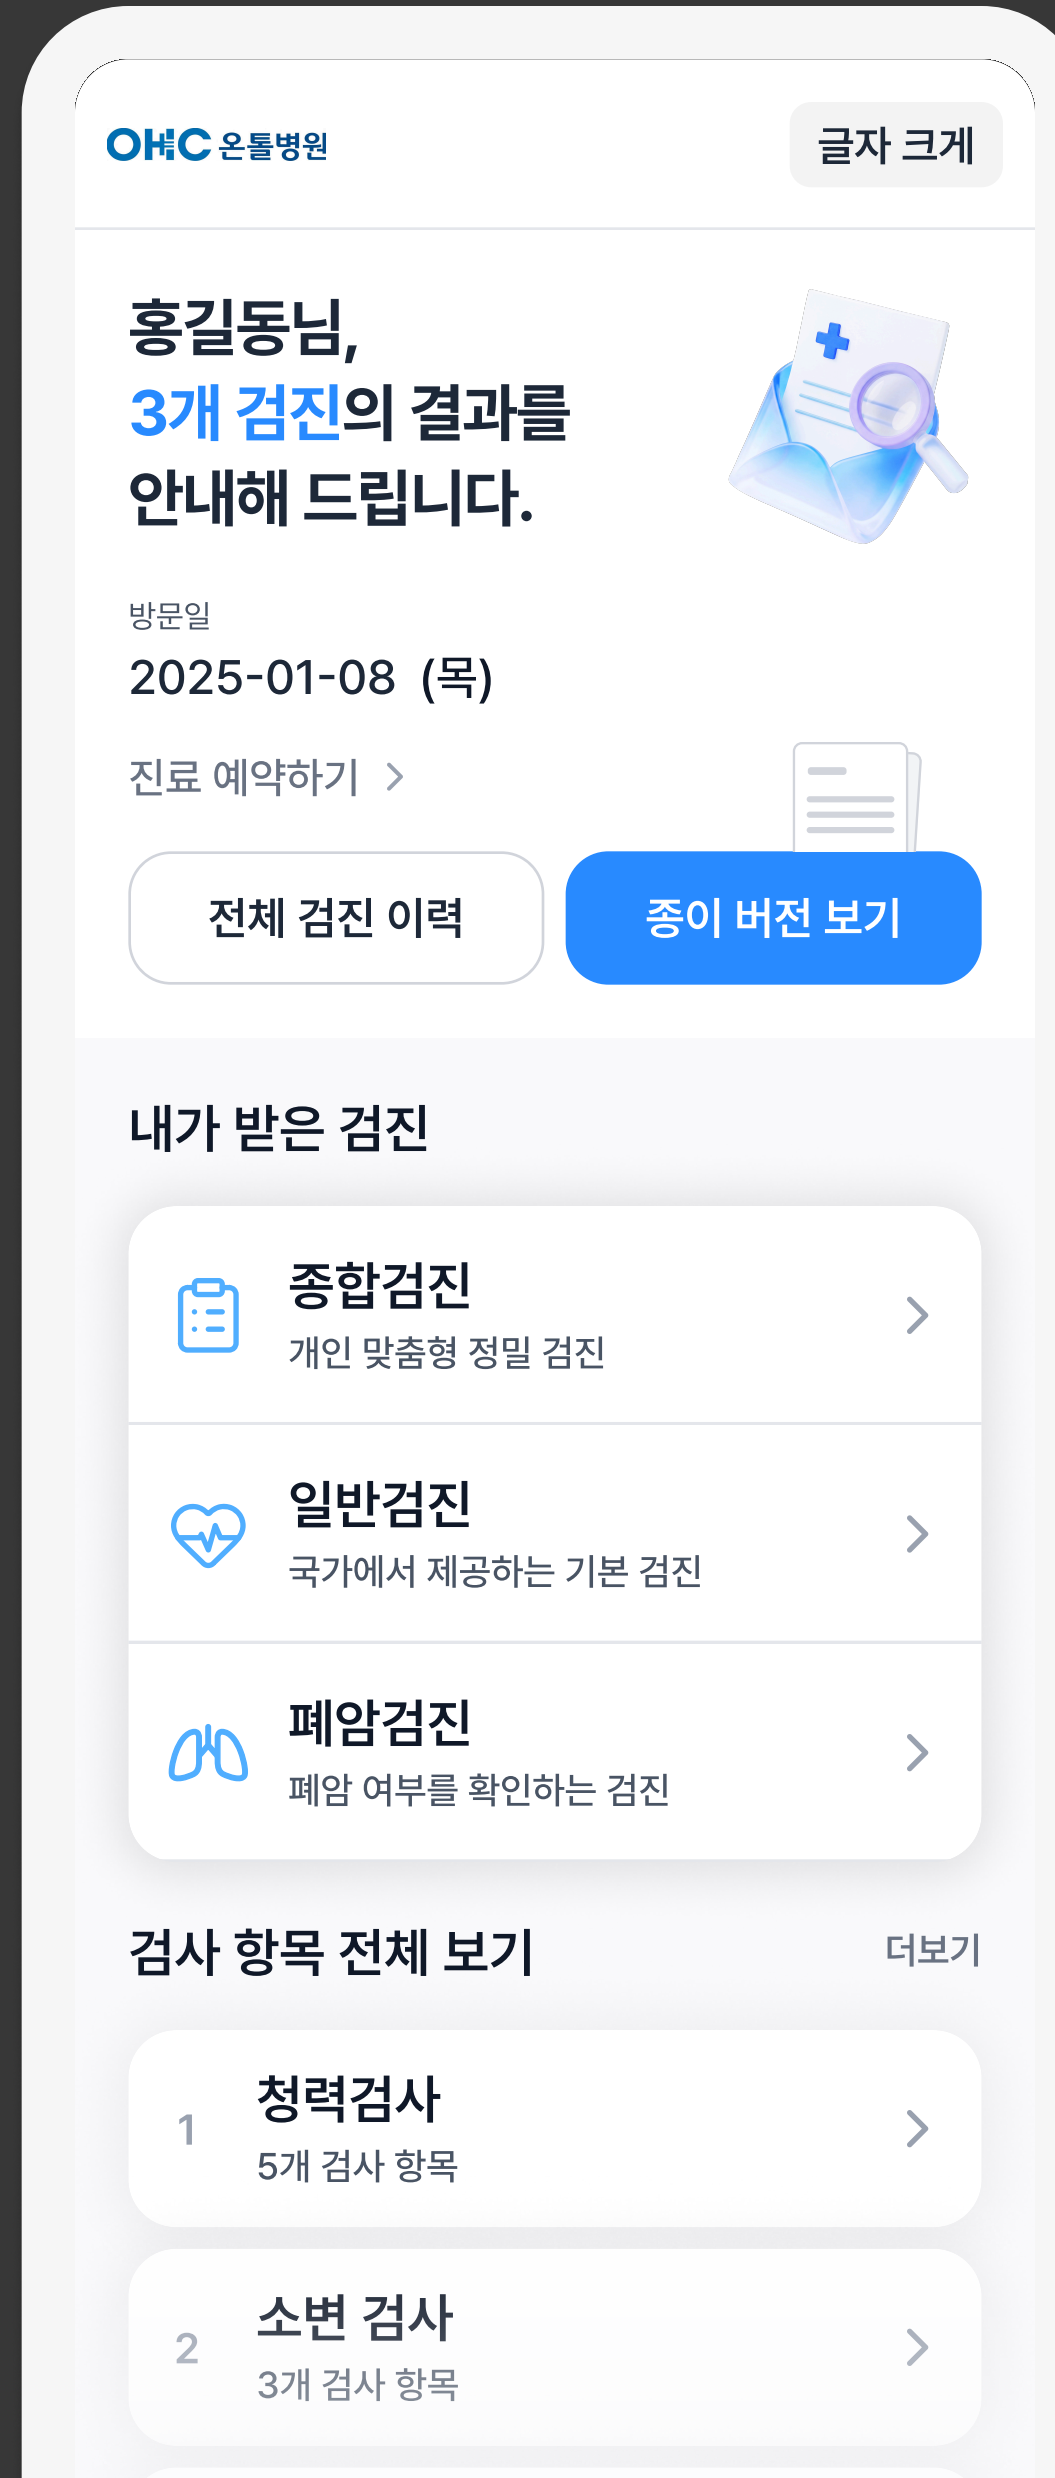 OHC 온톨병원
글자 크게
홍길동님,
3개 검진의 결과를
안내해 드립니다.
방문일
2025-01-08 (목)
진료 예약하기
전체 검진 이력
종이 버전 보기
내가 받은 검진
종합검진
개인 맞춤형 정밀 검진
일반검진
국가에서 제공하는 기본 검진
폐암검진
폐암 여부를 확인하는 검진
검사 항목 전체 보기
더보기
1
청력검사
5개 검사 항목
2
소변 검사
3개 검사 항목